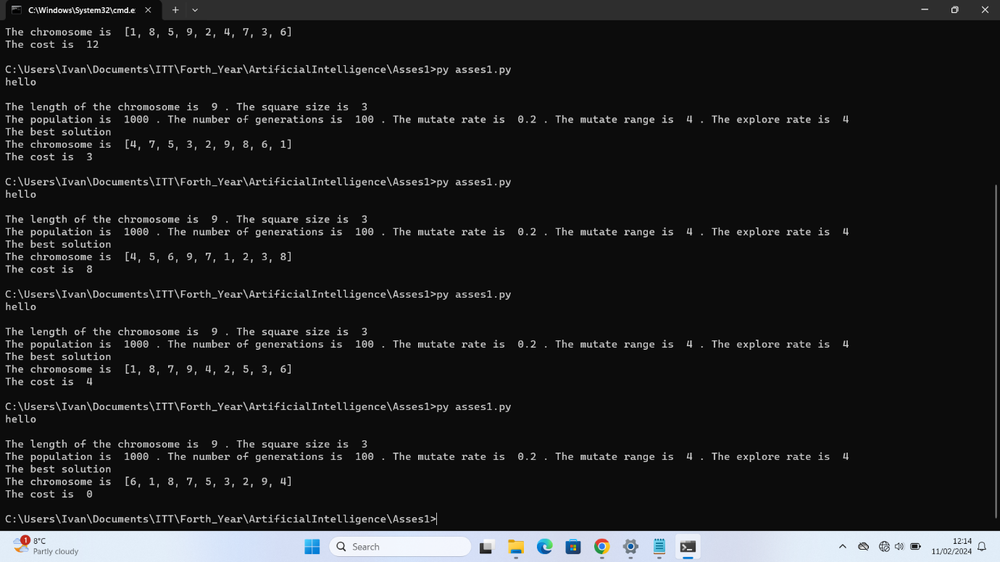 C:\Windows\System32\cmd.e
The chromosome is  [1, 8, 5, 9, 2, 4, 7, 3, 6]
The cost is  12
C:\Users\Ivan\Documents\ITT\Forth_Year\ArtificialIntelligence\Asses1>py asses1.py
hello
The length of the chromosome is  9 . The square size is  3
The population is  1000 . The number of generations is  100 . The mutate rate is  0.2 . The mutate range is  4 . The explore rate is  4
The best solution
The chromosome is  [4, 7, 5, 3, 2, 9, 8, 6, 1]
The cost is  3
C:\Users\Ivan\Documents\ITT\Forth_Year\ArtificialIntelligence\Asses1>py asses1.py
hello
The length of the chromosome is  9 . The square size is  3
The population is  1000 . The number of generations is  100 . The mutate rate is  0.2 . The mutate range is  4 . The explore rate is  4
The best solution
The chromosome is  [4, 5, 6, 9, 7, 1, 2, 3, 8]
The cost is  8
C:\Users\Ivan\Documents\ITT\Forth_Year\ArtificialIntelligence\Asses1>py asses1.py
hello
The length of the chromosome is  9 . The square size is  3
The population is  1000 . The number of generations is  100 . The mutate rate is  0.2 . The mutate range is  4 . The explore rate is  4
The best solution
The chromosome is  [1, 8, 7, 9, 4, 2, 5, 3, 6]
The cost is  4
C:\Users\Ivan\Documents\ITT\Forth_Year\ArtificialIntelligence\Asses1>py asses1.py
hello
The length of the chromosome is  9 . The square size is  3
The population is  1000 . The number of generations is  100 . The mutate rate is  0.2 . The mutate range is  4 . The explore rate is  4
The best solution
The chromosome is  [6, 1, 8, 7, 5, 3, 2, 9, 4]
The cost is  0
C:\Users\Ivan\Documents\ITT\Forth_Year\ArtificialIntelligence\Asses1>
1
8°C
Partly cloudy
Search
12:14
11/02/2024